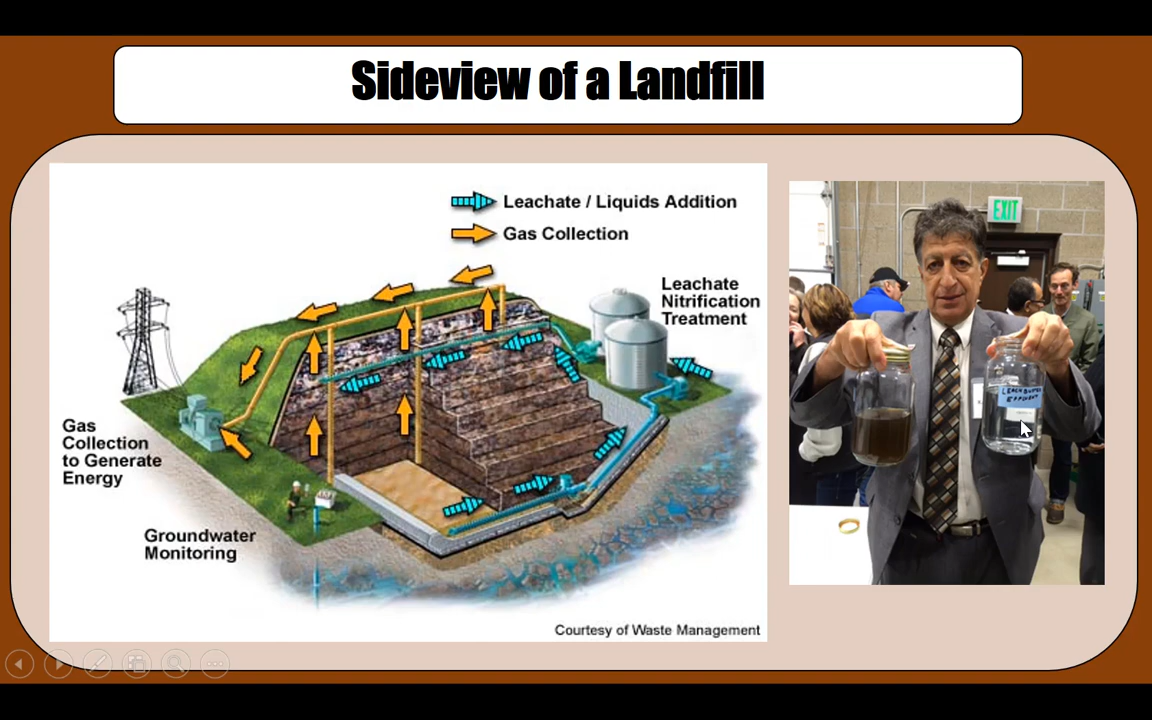 Sideview of a Landfill
Leachate / Liquids Addition
Gas Collection
Leachate
Nitrification
Treatment
Gas
Collection
to Generate
Energy
Groundwater
Monitoring
Courtesy of Waste Management
EXIT
EFFLUENT